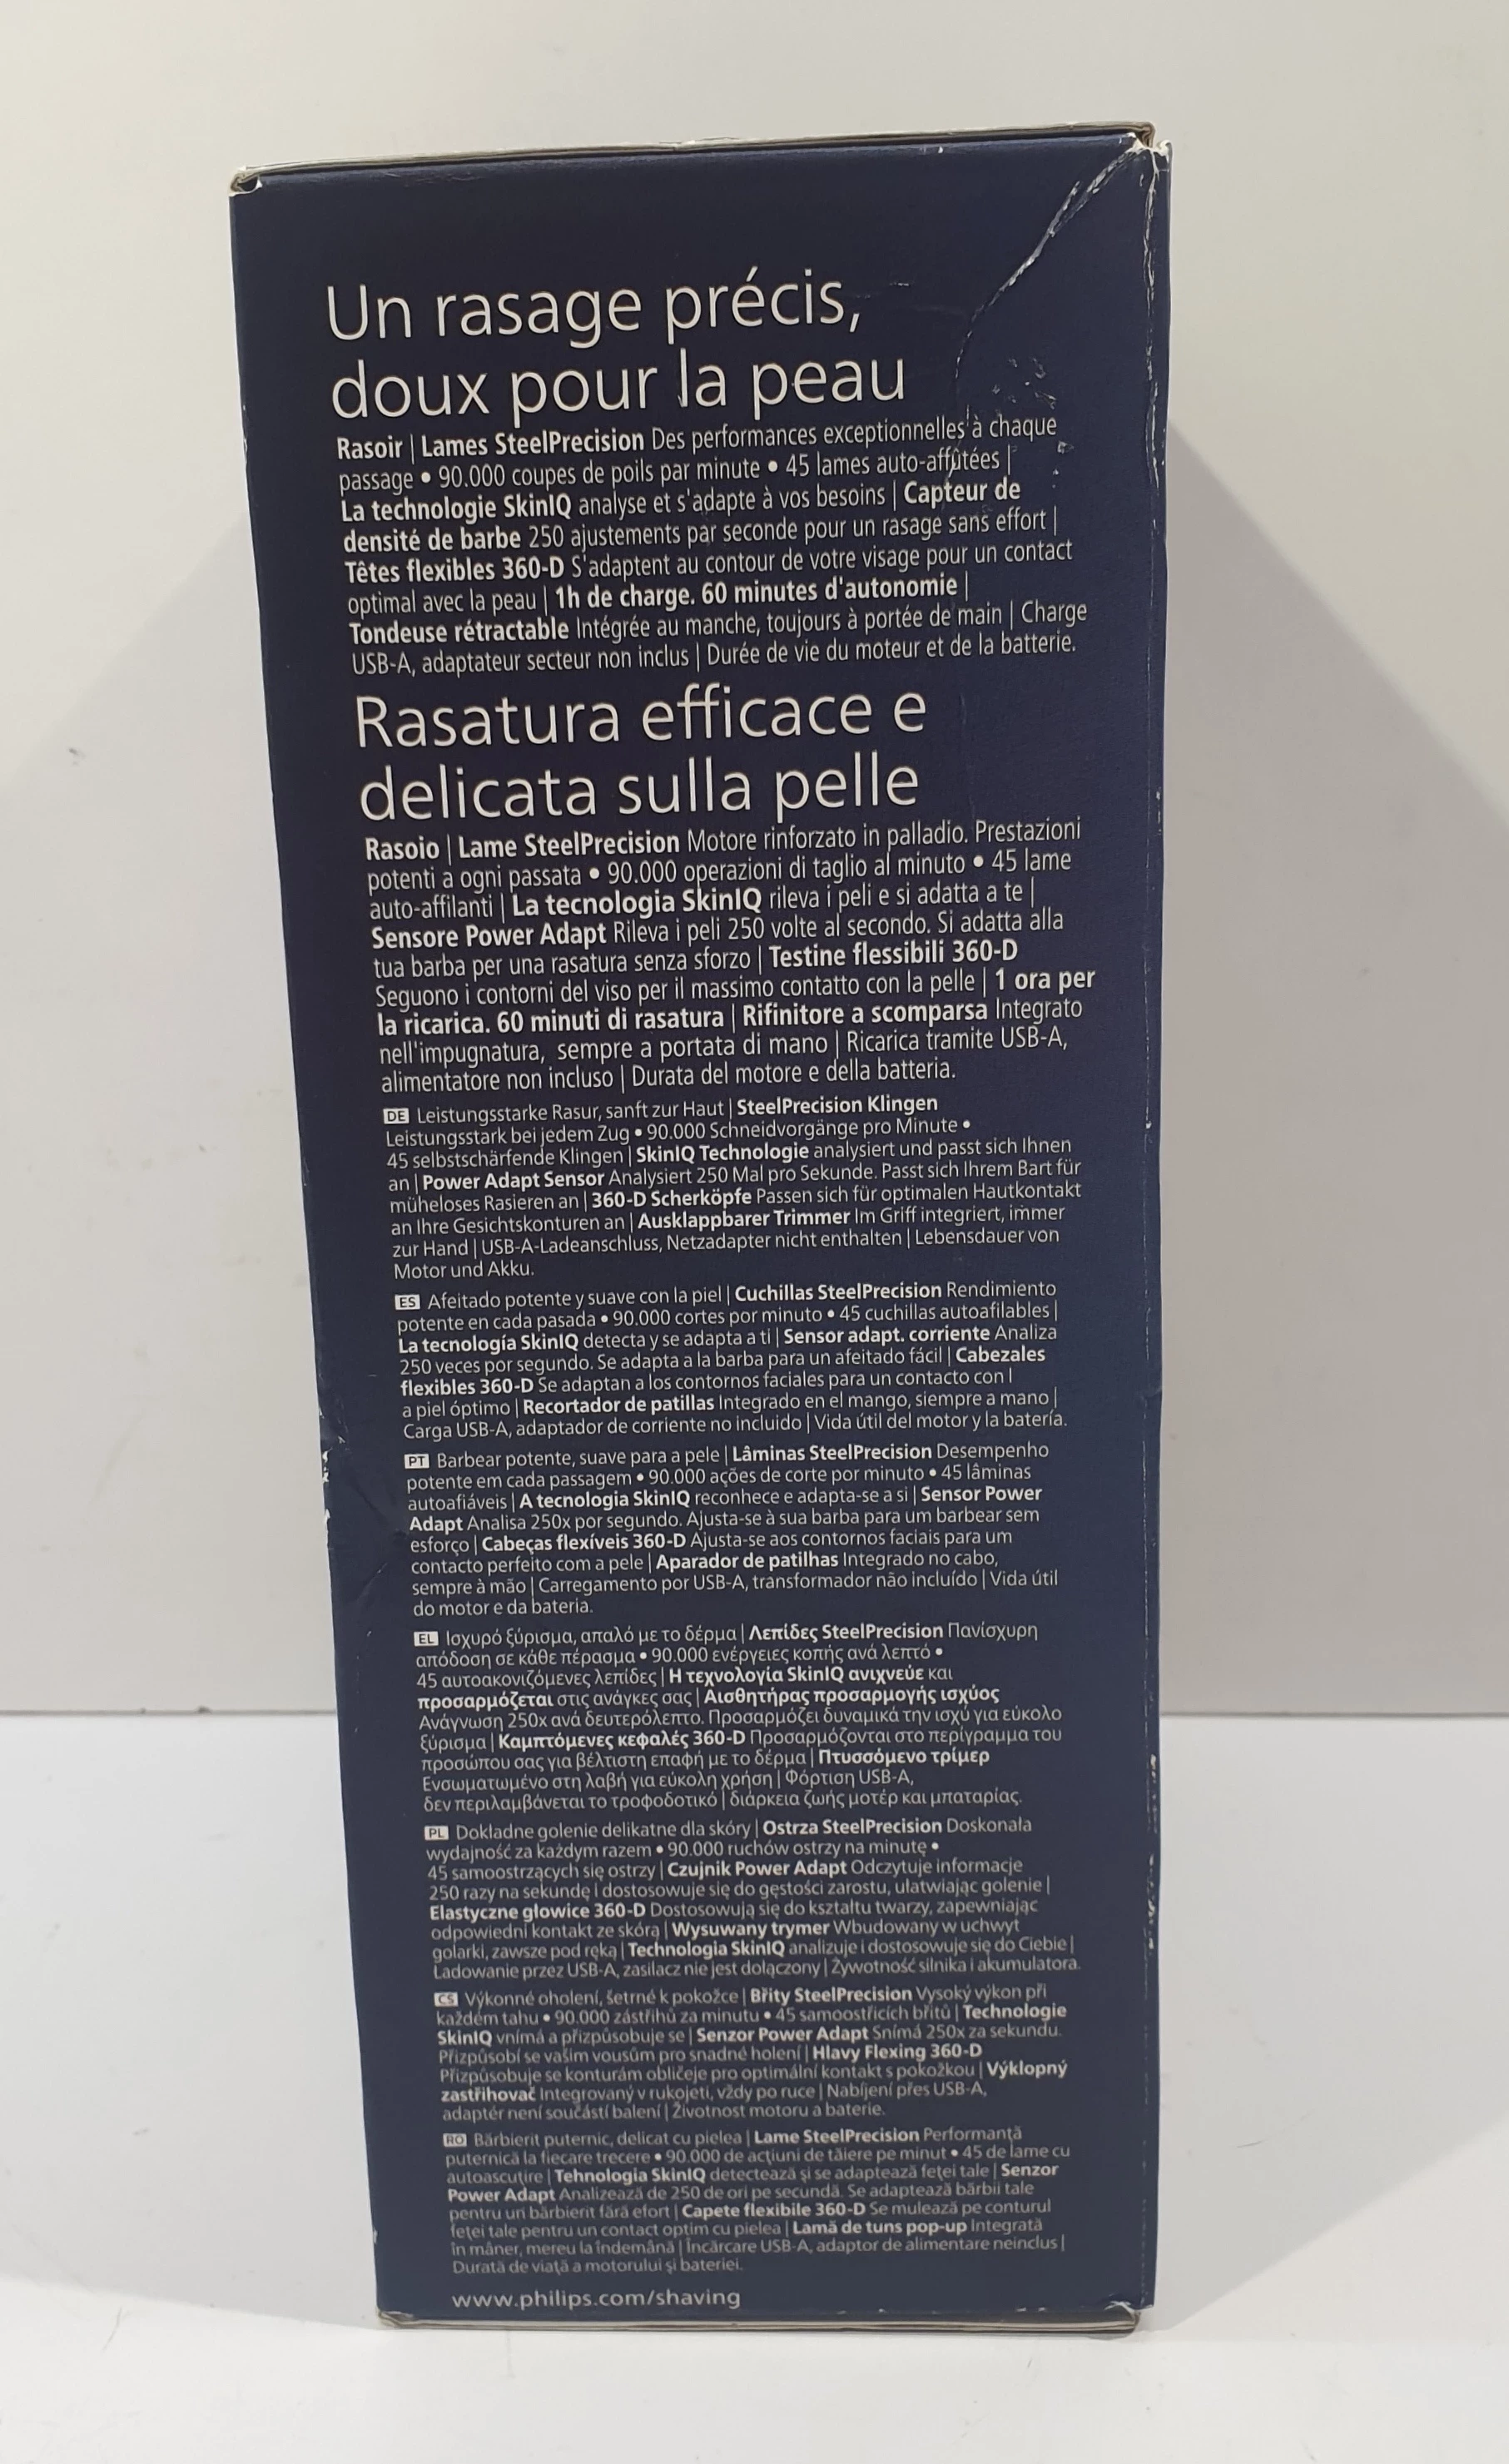 Un rasage précis,
doux pour la peau
Rasoir | Lames SteelPrecision Des performances exceptionnelles à chaque
passage • 90.000 coupes de poils par minute • 45 lames auto-affûtées |
La technologie SkinIQ analyse et s'adapte à vos besoins | Capteur de
densité de barbe 250 ajustements par seconde pour un rasage sans effort |
Têtes flexibles 360-D S'adaptent au contour de votre visage pour un contact
optimal avec la peau | 1h de charge. 60 minutes d'autonomie |
Tondeuse rétractable Intégrée au manche, toujours à portée de main | Charge
USB-A, adaptateur secteur non inclus | Durée de vie du moteur et de la batterie.
Rasatura efficace e
delicata sulla pelle
Rasoio | Lame SteelPrecision Motore rinforzato in palladio. Prestazioni
potenti a ogni passata • 90.000 operazioni di taglio al minuto • 45 lame
auto-affilanti | La tecnologia SkinIQ rileva i peli e si adatta a te |
Sensore Power Adapt Rileva i peli 250 volte al secondo. Si adatta alla
tua barba per una rasatura senza sforzo | Testine flessibili 360-D
Seguono i contorni del viso per il massimo contatto con la pelle | 1 ora per
la ricarica. 60 minuti di rasatura | Rifinitore a scomparsa Integrato
nell'impugnatura, sempre a portata di mano | Ricarica tramite USB-A,
alimentatore non incluso | Durata del motore e della batteria.
DE Leistungsstarke Rasur, sanft zur Haut | SteelPrecision Klingen
Leistungsstark bei jedem Zug • 90.000 Schneidvorgänge pro Minute •
45 selbstschärfende Klingen | SkinIQ Technologie analysiert und passt sich Ihnen
an | Power Adapt Sensor Analysiert 250 Mal pro Sekunde. Passt sich Ihrem Bart für
müheloses Rasieren an | 360-D Scherköpfe Passen sich für optimalen Hautkontakt
an Ihre Gesichtskonturen an | Ausklappbarer Trimmer Im Griff integriert, immer
zur Hand | USB-A-Ladeanschluss, Netzadapter nicht enthalten | Lebensdauer von
Motor und Akku.
ES Afeitado potente y suave con la piel | Cuchillas SteelPrecision Rendimiento
potente en cada pasada • 90.000 cortes por minuto • 45 cuchillas autoafilables |
La tecnología SkinIQ detecta y se adapta a ti | Sensor adapt. corriente Analiza
250 veces por segundo. Se adapta a la barba para un afeitado fácil | Cabezales
flexibles 360-D Se adaptan a los contornos faciales para un contacto con l
a piel óptimo | Recortador de patillas Integrado en el mango, siempre a mano |
Carga USB-A, adaptador de corriente no incluido | Vida útil del motor y la batería.
PT Barbear potente, suave para a pele | Lâminas SteelPrecision Desempenho
potente em cada passagem • 90.000 ações de corte por minuto • 45 lâminas
autoafiáveis | A tecnologia SkinIQ reconhece e adapta-se a si | Sensor Power
Adapt Analisa 250x por segundo. Ajusta-se à sua barba para um barbear sem
esforço | Cabeças flexíveis 360-D Ajusta-se aos contornos faciais para um
contacto perfeito com a pele | Aparador de patilhas Integrado no cabo,
sempre à mão | Carregamento por USB-A, transformador não incluído | Vida útil
do motor e da bateria.
EL Ισχυρό ξύρισμα, απαλό με το δέρμα | Λεπίδες SteelPrecision Πανίσχυρη
απόδοση σε κάθε πέρασμα • 90.000 ενέργειες κοπής ανά λεπτό •
45 αυτοακονιζόμενες λεπίδες | Η τεχνολογία SkinIQ ανιχνεύε και
προσαρμόζεται στις ανάγκες σας | Αισθητήρας προσαρμογής ισχύος
Ανάγνωση 250x ανά δευτερόλεπτο. Προσαρμόζει δυναμικά την ισχύ για εύκολο
ξύρισμα | Καμπτόμενες κεφαλές 360-D Προσαρμόζονται στο περίγραμμα του
προσώπου σας για βέλτιστη επαφή με το δέρμα | Πτυσσόμενο τρίμερ
Ενσωματωμένο στη λαβή για εύκολη χρήση | Φόρτιση USB-A,
δεν περιλαμβάνεται το τροφοδοτικό | διάρκεια ζωής μοτέρ και μπαταρίας.
PL Dokładne golenie delikatne dla skóry | Ostrza SteelPrecision Doskonała
wydajność za każdym razem • 90.000 ruchów ostrzy na minutę •
45 samoostrzących się ostrzy | Czujnik Power Adapt Odczytuje informacje
250 razy na sekundę i dostosowuje się do gęstości zarostu, ułatwiając golenie |
Elastyczne głowice 360-D Dostosowują się do kształtu twarzy, zapewniając
odpowiedni kontakt ze skórą | Wysuwany trymer Wbudowany w uchwyt
golarki, zawsze pod ręką | Technologia SkinIQ analizuje i dostosowuje się do Ciebie |
Ładowanie przez USB-A, zasilacz nie jest dołączony | Żywotność silnika i akumulatora.
CS Výkonné oholení, šetrné k pokožce | Břity SteelPrecision Vysoký výkon při
každém tahu • 90.000 zástřihů za minutu • 45 samoostřicích břitů | Technologie
SkinIQ vnímá a přizpůsobuje se | Senzor Power Adapt Snímá 250x za sekundu.
Přizpůsobí se vašim vousům pro snadné holení | Hlavy Flexing 360-D
Přizpůsobuje se konturám obličeje pro optimální kontakt s pokožkou | Výklopný
zastřihovač Integrovaný v rukojeti, vždy po ruce | Nabíjení přes USB-A,
adaptér není součástí balení | Životnost motoru a baterie.
RO Bărbierit puternic, delicat cu pielea | Lame SteelPrecision Performanţă
puternică la fiecare trecere • 90.000 de acţiuni de tăiere pe minut • 45 de lame cu
autoascuţire | Tehnologia SkinIQ detectează şi se adaptează feţei tale | Senzor
Power Adapt Analizează de 250 de ori pe secundă. Se adaptează bărbii tale
pentru un bărbierit fără efort | Capete flexibile 360-D Se mulează pe conturul
feţei tale pentru un contact optim cu pielea | Lamă de tuns pop-up Integrată
în mâner, mereu la îndemână | Încărcare USB-A, adaptor de alimentare neinclus |
Durată de viaţă a motorului şi bateriei.
www.philips.com/shaving